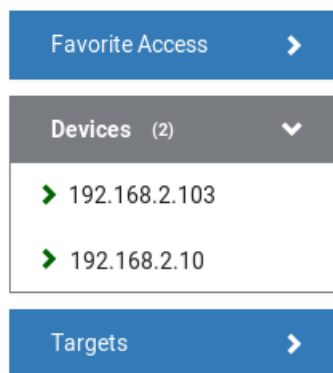 Favorite Access
Devices (2)
192.168.2.103
192.168.2.10
Targets